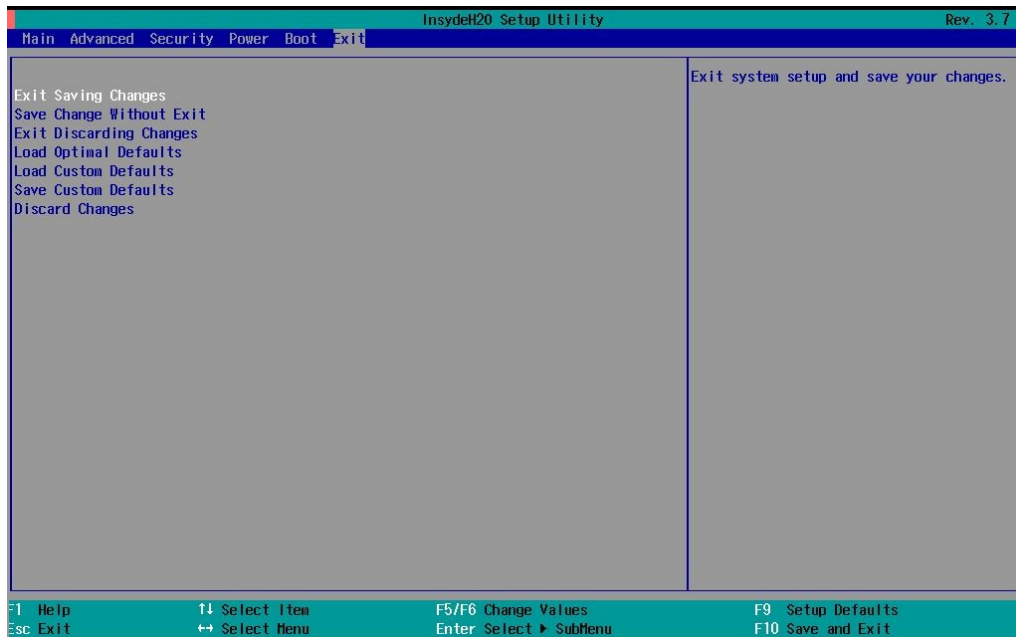 InsydeH20 Setup Utility Rev. 3.7
Main Advanced Security Power Boot Exit
Exit system setup and save your changes.
Exit Saving Changes
Save Change Without Exit
Exit Discarding Changes
Load Optimal Defaults
Load Custom Defaults
Save Custom Defaults
Discard Changes
F1 Help ↑↓ Select Item F5/F6 Change Values F9 Setup Defaults
Esc Exit ↔ Select Menu Enter Select ▶ SubMenu F10 Save and Exit